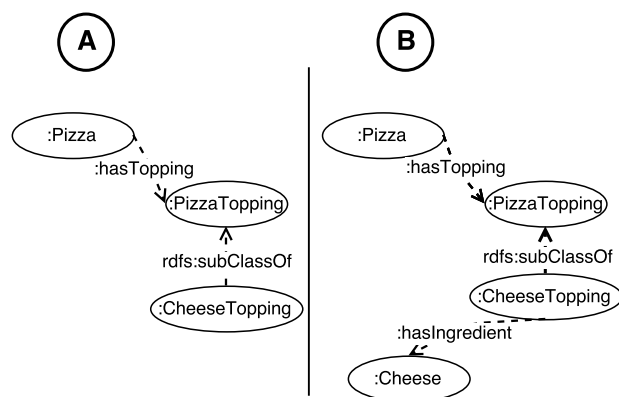 A
:Pizza
:hasTopping
:PizzaTopping
rdfs:subClassOf
:CheeseTopping
B
:Pizza
:hasTopping
:PizzaTopping
rdfs:subClassOf
:CheeseTopping
:hasIngredient
:Cheese